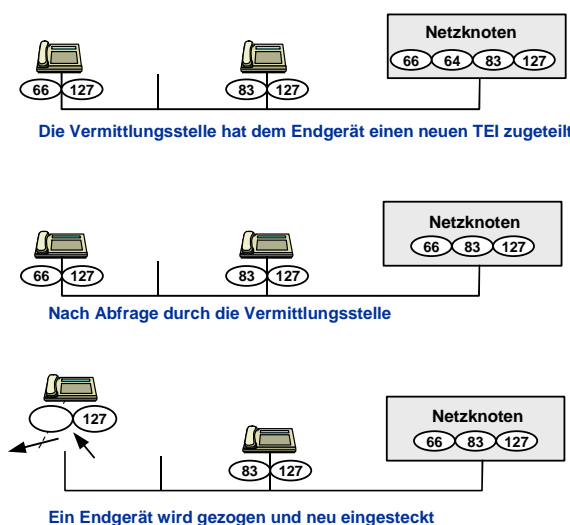 Netzknoten
66 64 83 127
66 127
83 127
Die Vermittlungsstelle hat dem Endgerät einen neuen TEI zugeteilt
Netzknoten
66 83 127
66 127
83 127
Nach Abfrage durch die Vermittlungsstelle
127
Netzknoten
66 83 127
83 127
Ein Endgerät wird gezogen und neu eingesteckt